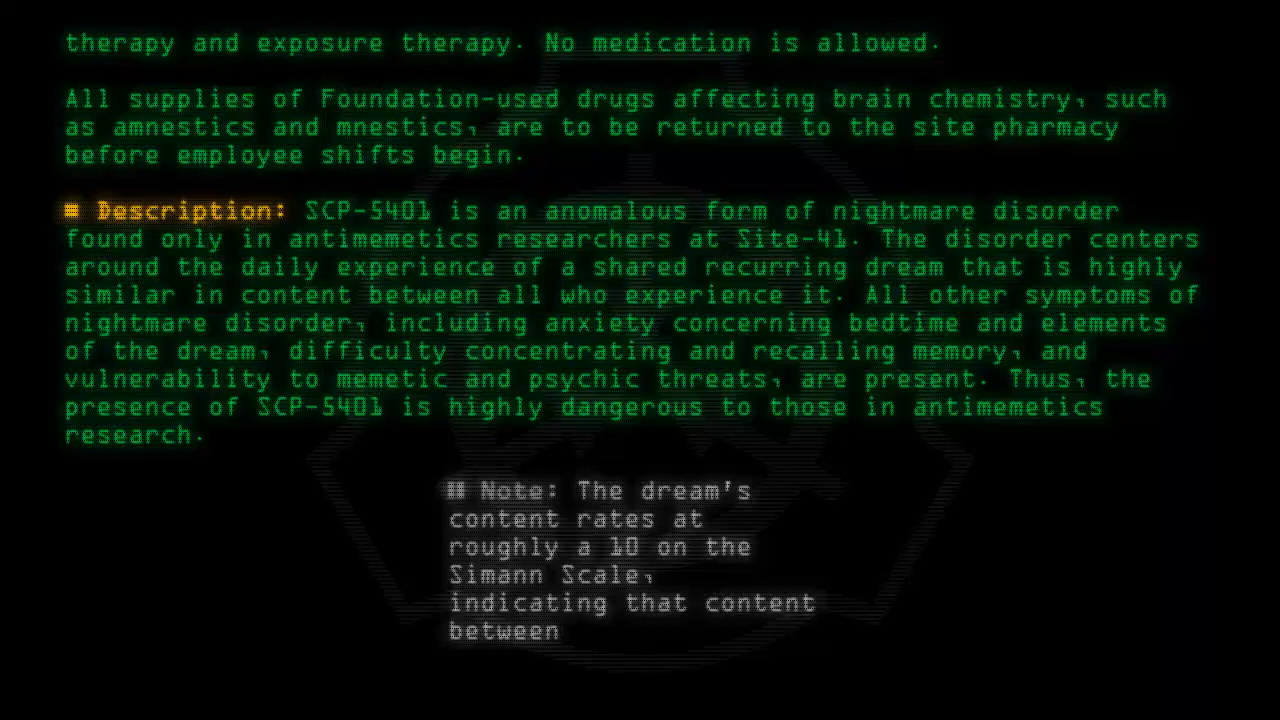 therapy and exposure therapy. No medication is allowed.
All supplies of Foundation-used drugs affecting brain chemistry, such
as amnestics and mnestics, are to be returned to the site pharmacy
before employee shifts begin.
# Description: SCP-5401 is an anomalous form of nightmare disorder
found only in antimemetics researchers at Site-41. The disorder centers
around the daily experience of a shared recurring dream that is highly
similar in content between all who experience it. All other symptoms of
nightmare disorder, including anxiety concerning bedtime and elements
of the dream, difficulty concentrating and recalling memory, and
vulnerability to memetic and psychic threats, are present. Thus, the
presence of SCP-5401 is highly dangerous to those in antimemetics
research.
# Note: The dream's
content rates at
roughly a 10 on the
Simann Scale,
indicating that content
between